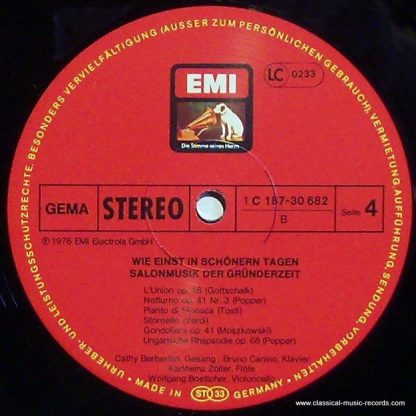 URHEBER- UND LEISTUNGSSCHUTZRECHTE, BESONDERS VERVIELFÄLTIGUNG (AUSSER ZUM PERSÖNLICHEN GEBRAUCH), VERMIETUNG, AUFFÜHRUNG, SENDUNG, VORBEHALTEN
EMI
LC 0233
Die Stimme seines Herrn
GEMA
STEREO
1 C 187-30 682
B
Seite 4
Ⓟ 1976 EMI Electrola GmbH
WIE EINST IN SCHÖNERN TAGEN
SALONMUSIK DER GRÜNDERZEIT
L'Union op. 48 (Gottschalk)
Notturno op. 41 Nr. 3 (Popper)
Pianto di Monaca (Tosti)
Stornello (Verdi)
Gondoliera op. 41 (Moszkowski)
Ungarische Rhapsodie op. 68 (Popper)
Cathy Berberian, Gesang . Bruno Canino, Klavier
Karlheinz Zöller, Flöte
Wolfgang Boettcher, Violoncello
MADE IN
STO 33
GERMANY
www.classical-music-records.com